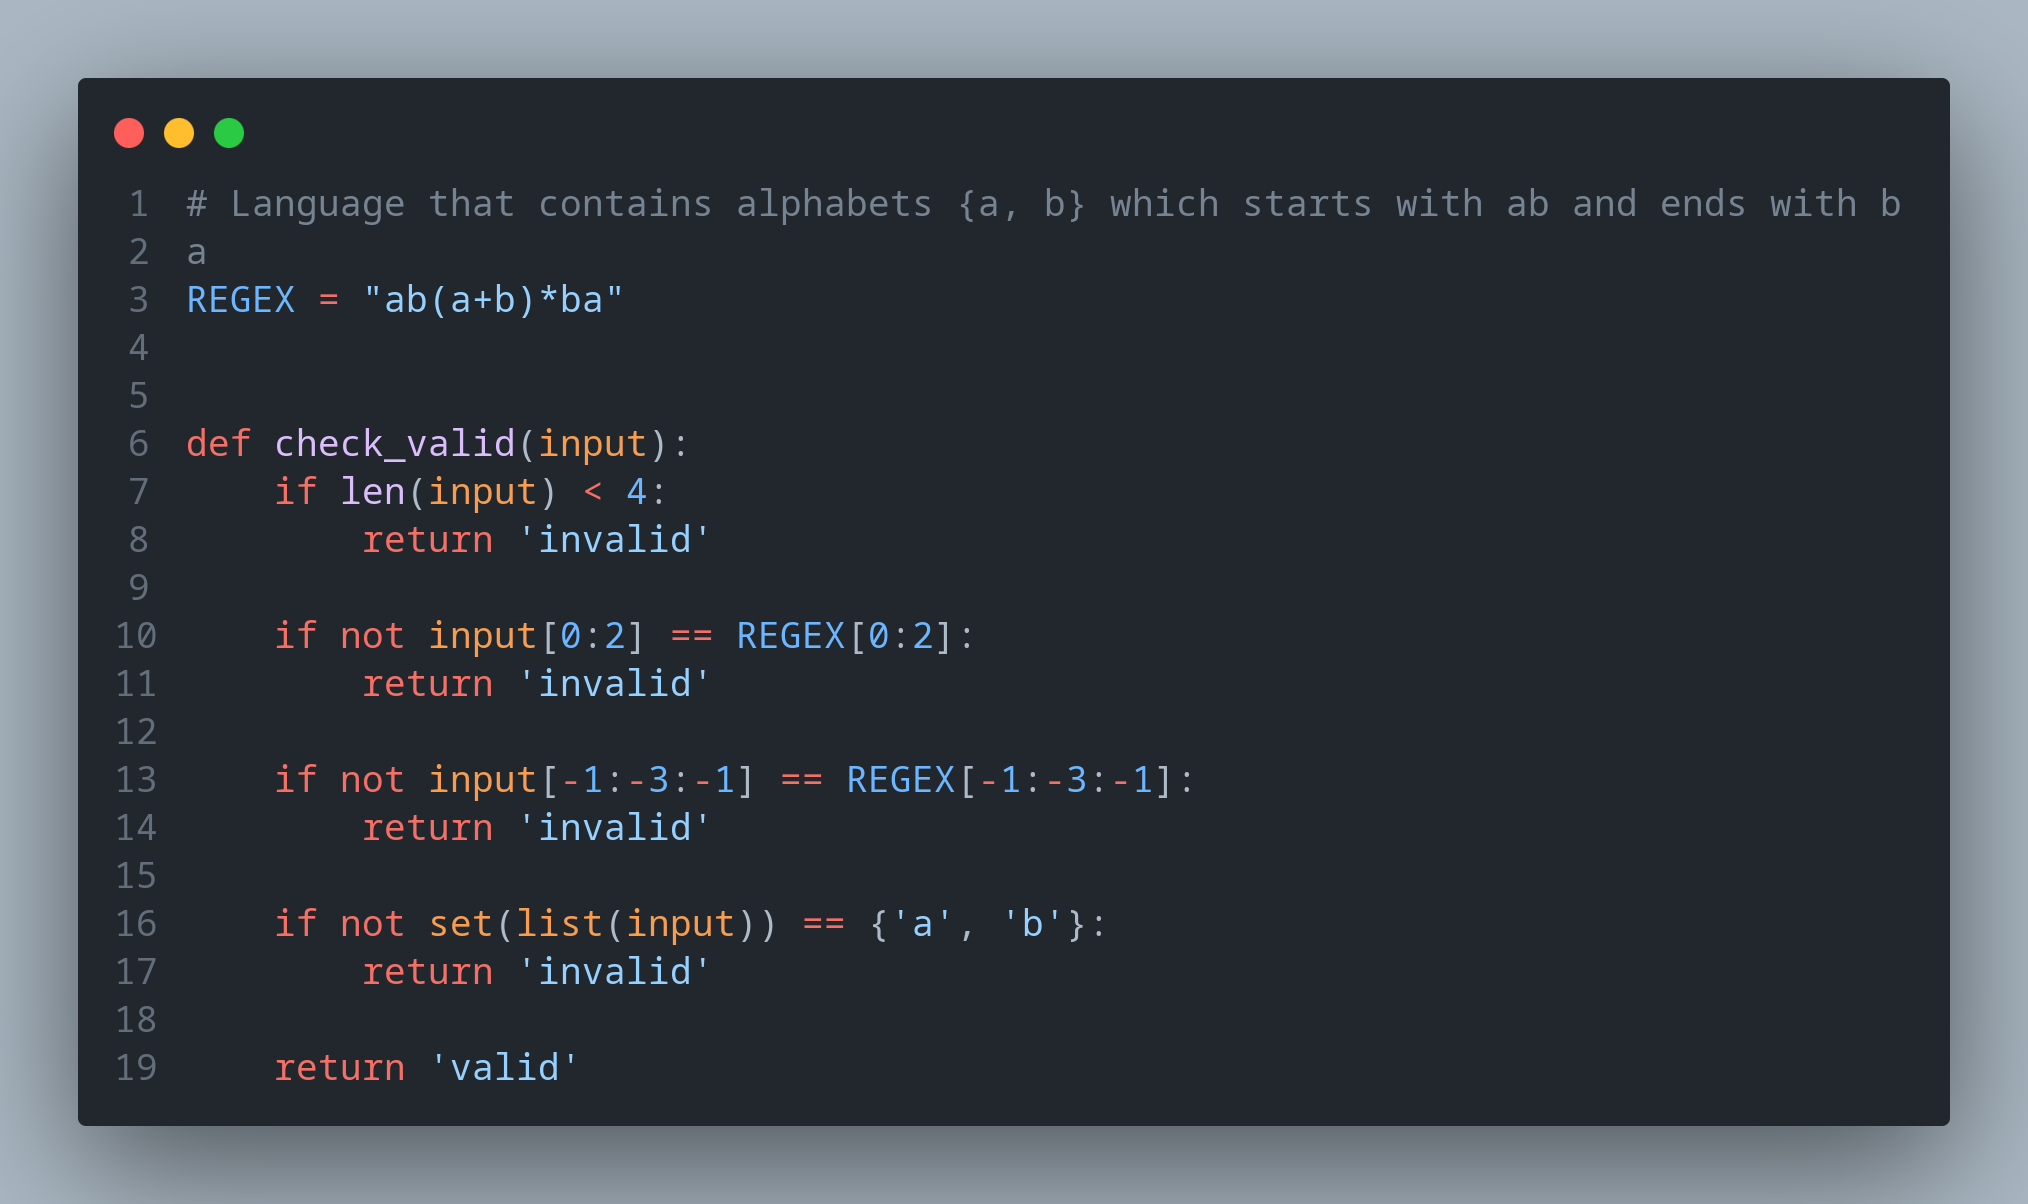 1 # Language that contains alphabets {a, b} which starts with ab and ends with b
2 a
3 REGEX = "ab(a+b)*ba"
4
5
6 def check_valid(input):
7     if len(input) < 4:
8         return 'invalid'
9
10     if not input[0:2] == REGEX[0:2]:
11         return 'invalid'
12
13     if not input[-1:-3:-1] == REGEX[-1:-3:-1]:
14         return 'invalid'
15
16     if not set(list(input)) == {'a', 'b'}:
17         return 'invalid'
18
19     return 'valid'